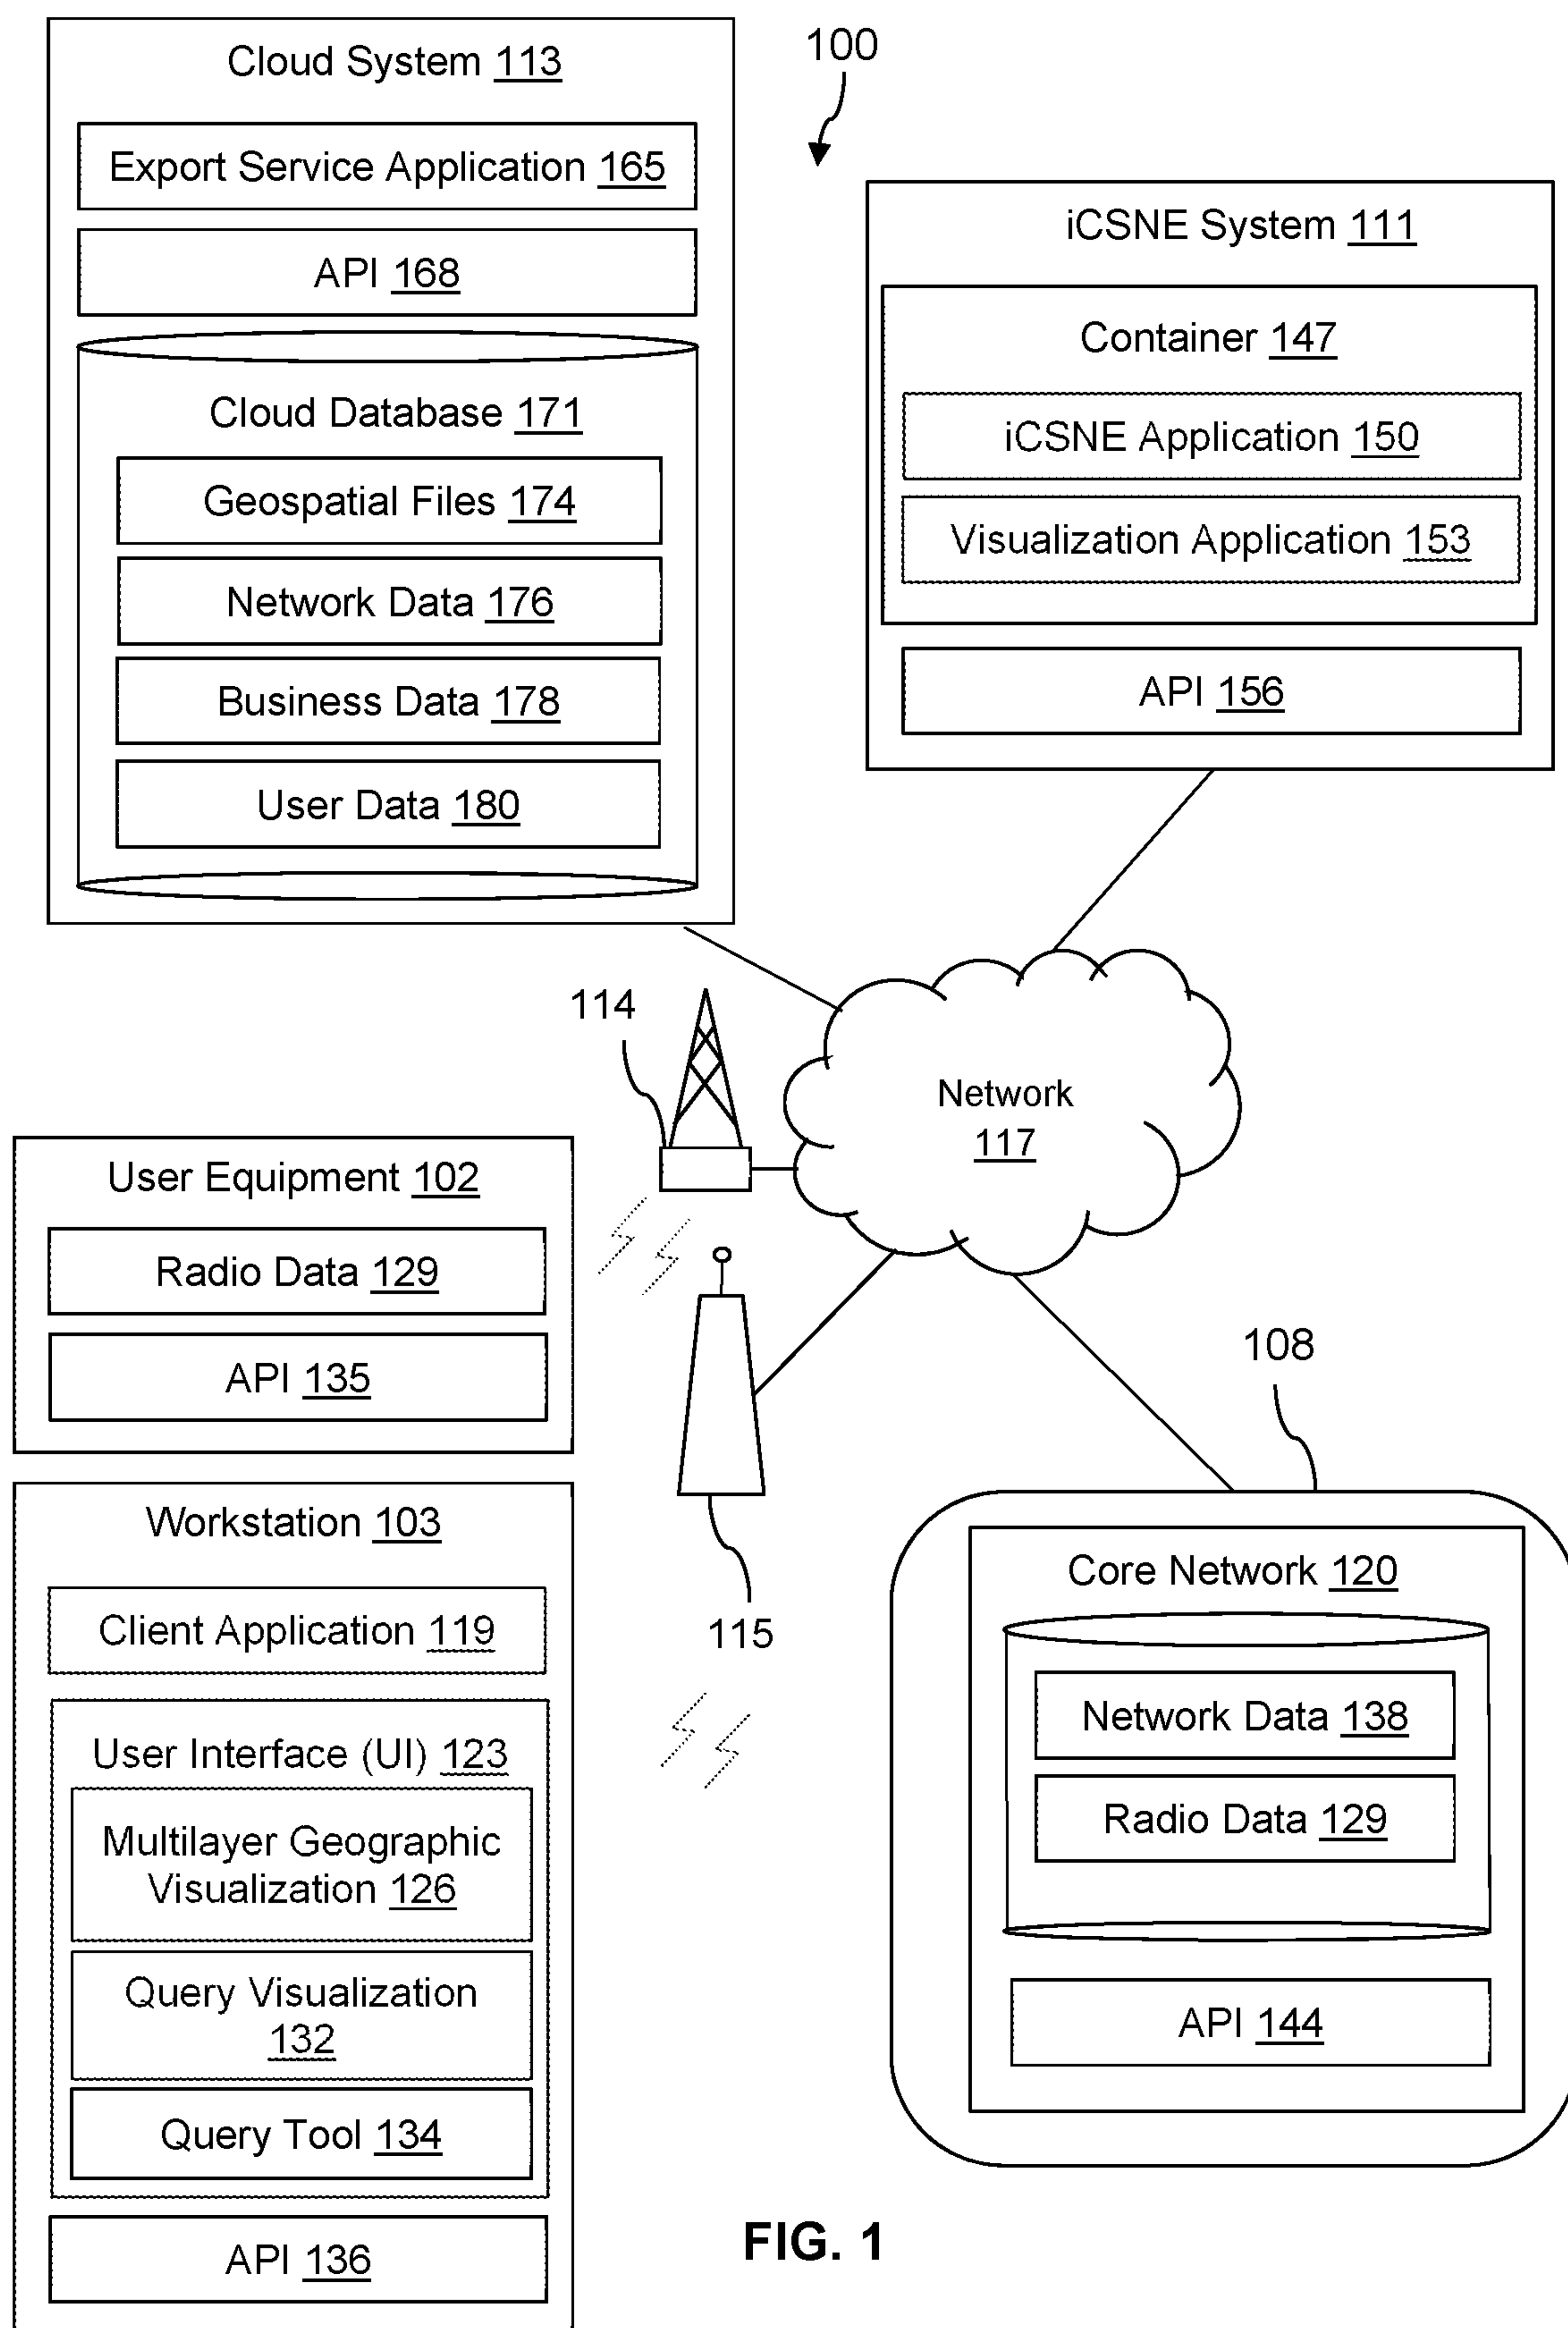 Cloud System 113
Export Service Application 165
API 168
Cloud Database 171
Geospatial Files 174
Network Data 176
Business Data 178
User Data 180
100
iCSNE System 111
Container 147
iCSNE Application 150
Visualization Application 153
API 156
114
Network
117
User Equipment 102
Radio Data 129
API 135
115
108
Workstation 103
Client Application 119
User Interface (UI) 123
Multilayer Geographic
Visualization 126
Query Visualization
132
Query Tool 134
API 136
Core Network 120
Network Data 138
Radio Data 129
API 144
FIG. 1